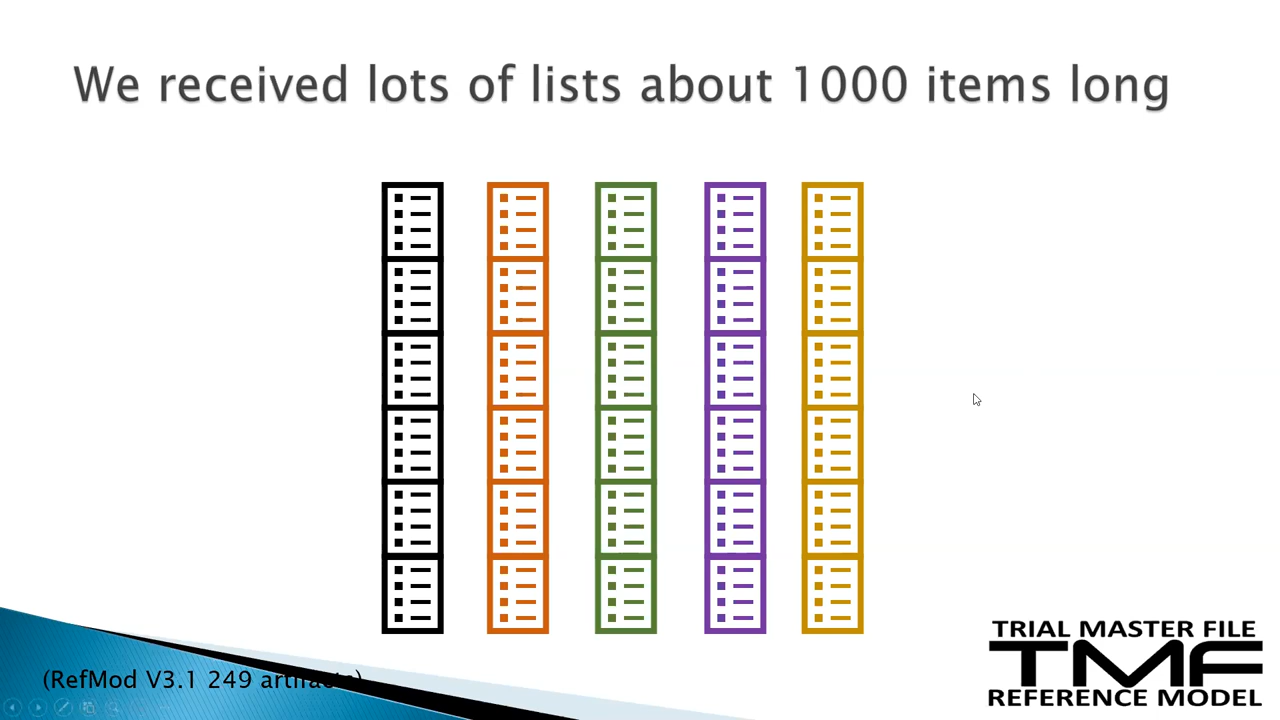 We received lots of lists about 1000 items long
(RefMod V3.1 249 artifacts)
TRIAL MASTER FILE
TMF
REFERENCE MODEL